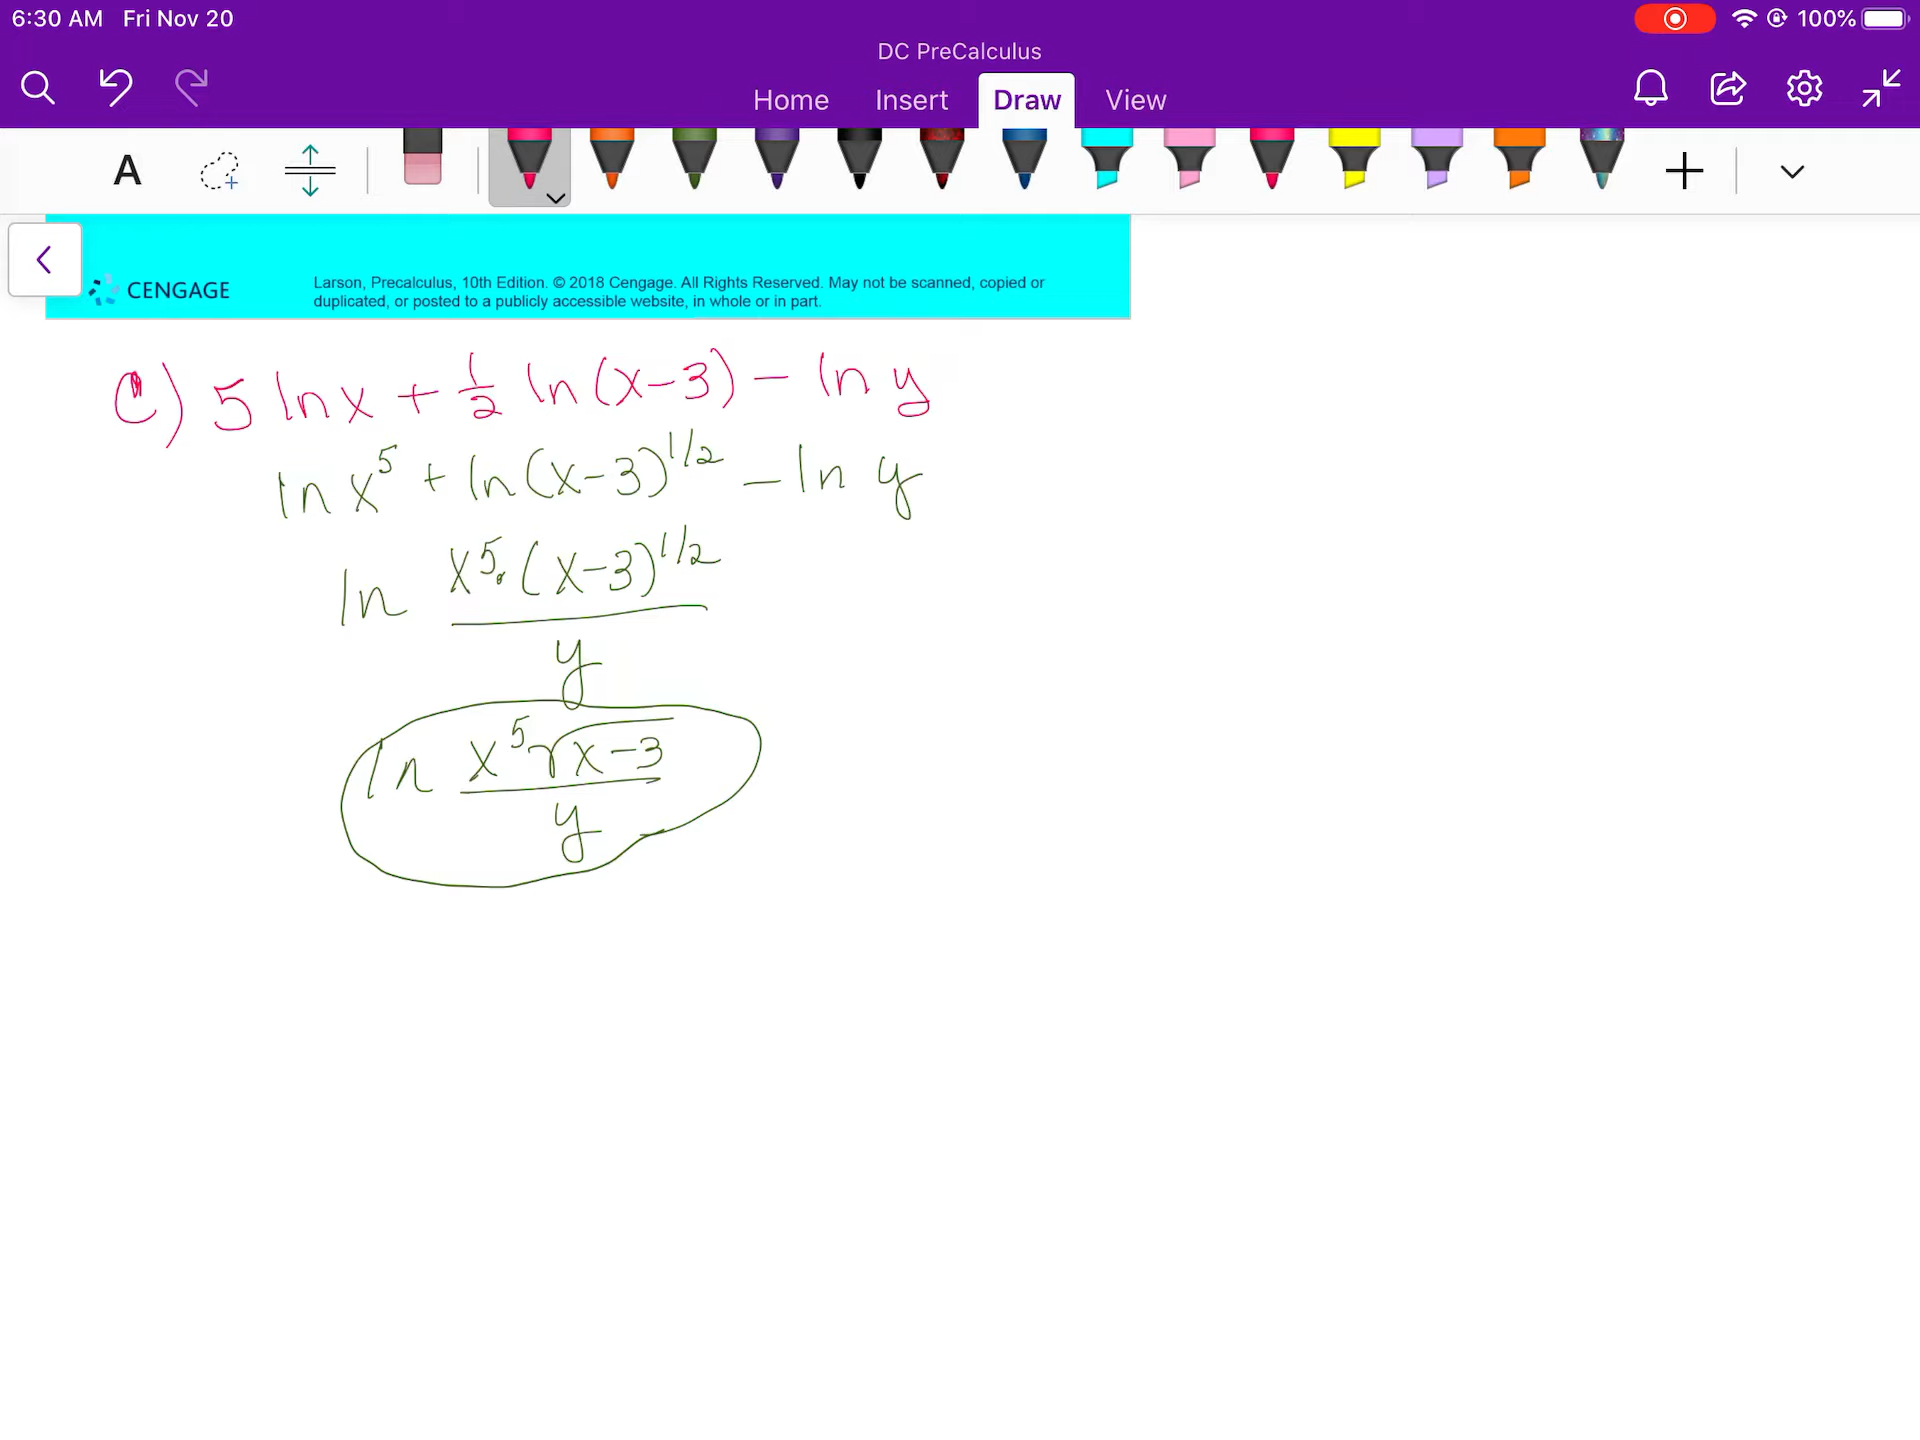 6:30 AM Fri Nov 20
100%
DC PreCalculus
Home Insert Draw View
A
CENGAGE
Larson, Precalculus, 10th Edition. © 2018 Cengage. All Rights Reserved. May not be scanned, copied or
duplicated, or posted to a publicly accessible website, in whole or in part.
C) 5 ln x + 1/2 ln (x-3) - ln y
ln x^5 + ln (x-3)^1/2 - ln y
ln x^5 · (x-3)^1/2
y
ln x^5 √x-3
y